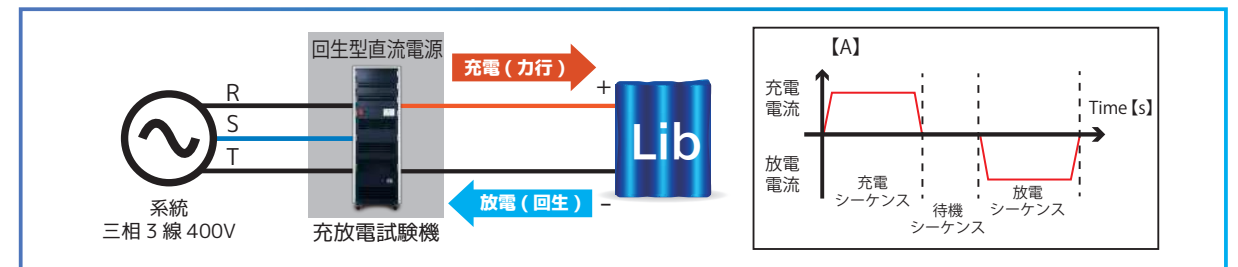 回生型直流電源
充電 ( 力行 )
R
S
T
+
Lib
放電 ( 回生 )
−
系統
三相 3 線 400V
充放電試験機
【A】
充電
電流
Time【s】
放電
電流
充電
シーケンス
待機
シーケンス
放電
シーケンス